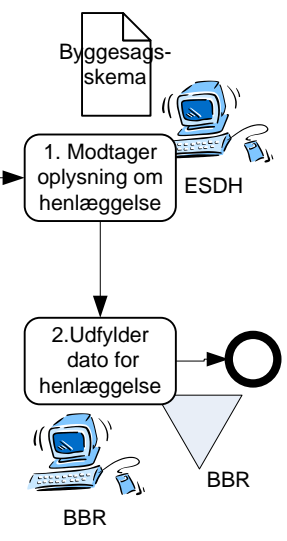 Byggesags-
skema
1. Modtager
oplysning om
henlæggelse
ESDH
2.Udfylder
dato for
henlæggelse
BBR
BBR